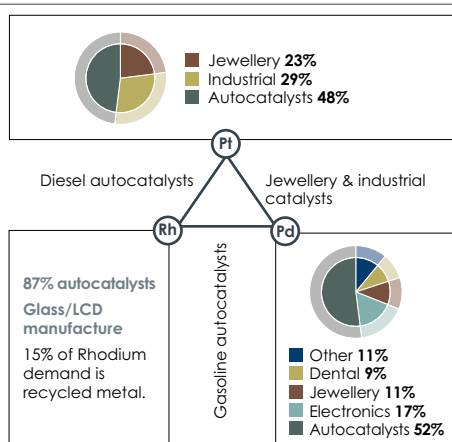 Jewellery 23%
Industrial 29%
Autocatalysts 48%
Pt
Diesel autocatalysts
Jewellery & industrial
catalysts
Rh
Pd
87% autocatalysts
Glass/LCD
manufacture
15% of Rhodium
demand is
recycled metal.
Gasoline autocatalysts
Other 11%
Dental 9%
Jewellery 11%
Electronics 17%
Autocatalysts 52%